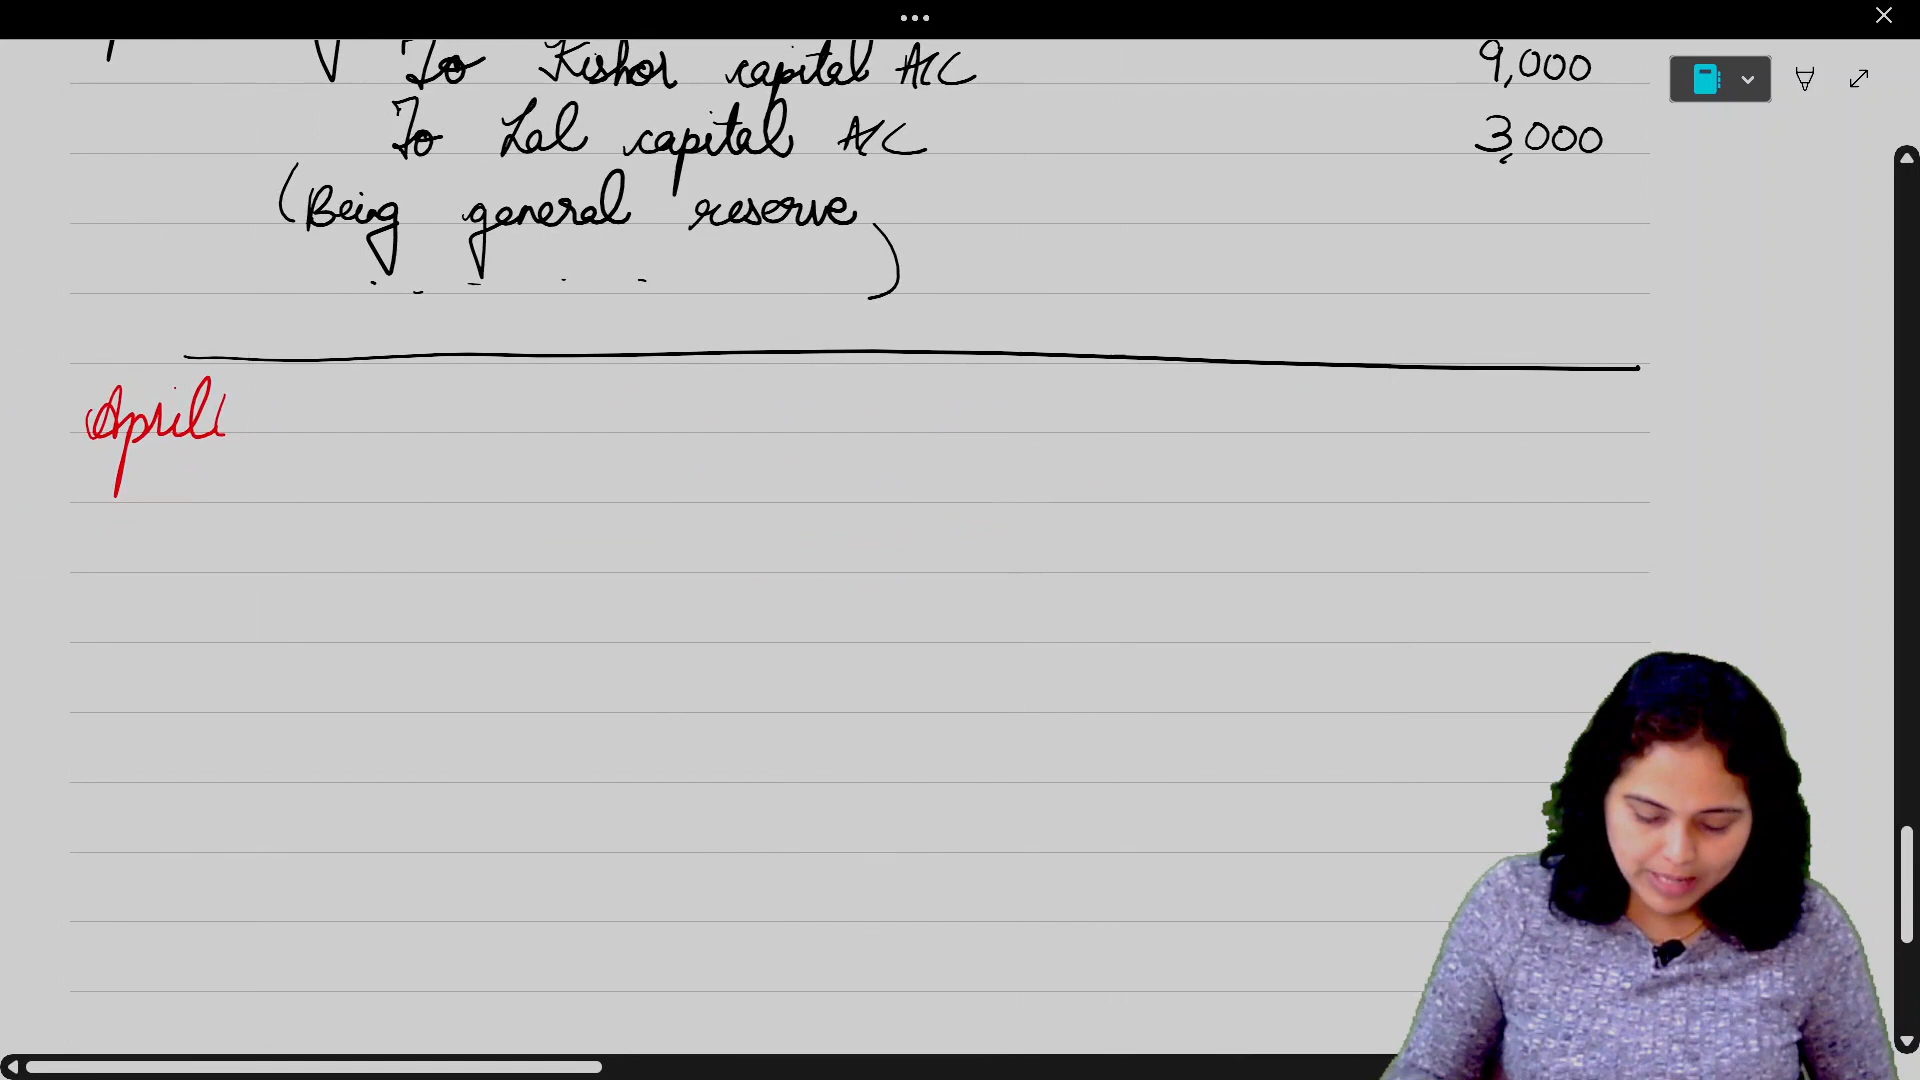 To Kishor capital A/C 9,000
To Lal capital A/C 3,000
(Being general reserve
)
April